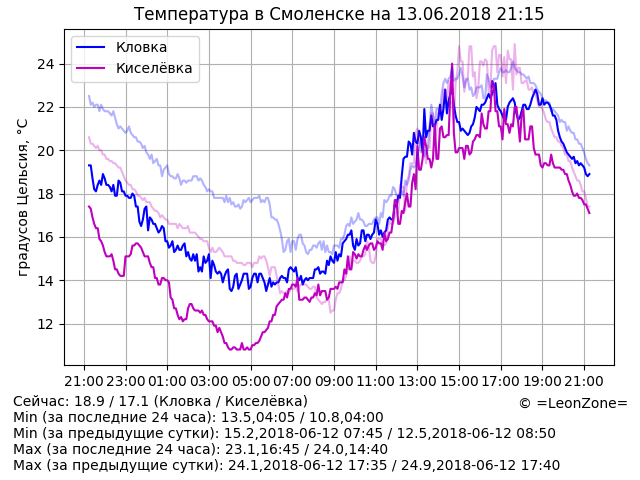 Температура в Смоленске на 13.06.2018 21:15
Кловка
Киселёвка
градусов Цельсия, °C
24
22
20
18
16
14
12
21:00 23:00 01:00 03:00 05:00 07:00 09:00 11:00 13:00 15:00 17:00 19:00 21:00
Сейчас: 18.9 / 17.1 (Кловка / Киселёвка)
© =LeonZone=
Min (за последние 24 часа): 13.5,04:05 / 10.8,04:00
Min (за предыдущие сутки): 15.2,2018-06-12 07:45 / 12.5,2018-06-12 08:50
Max (за последние 24 часа): 23.1,16:45 / 24.0,14:40
Max (за предыдущие сутки): 24.1,2018-06-12 17:35 / 24.9,2018-06-12 17:40